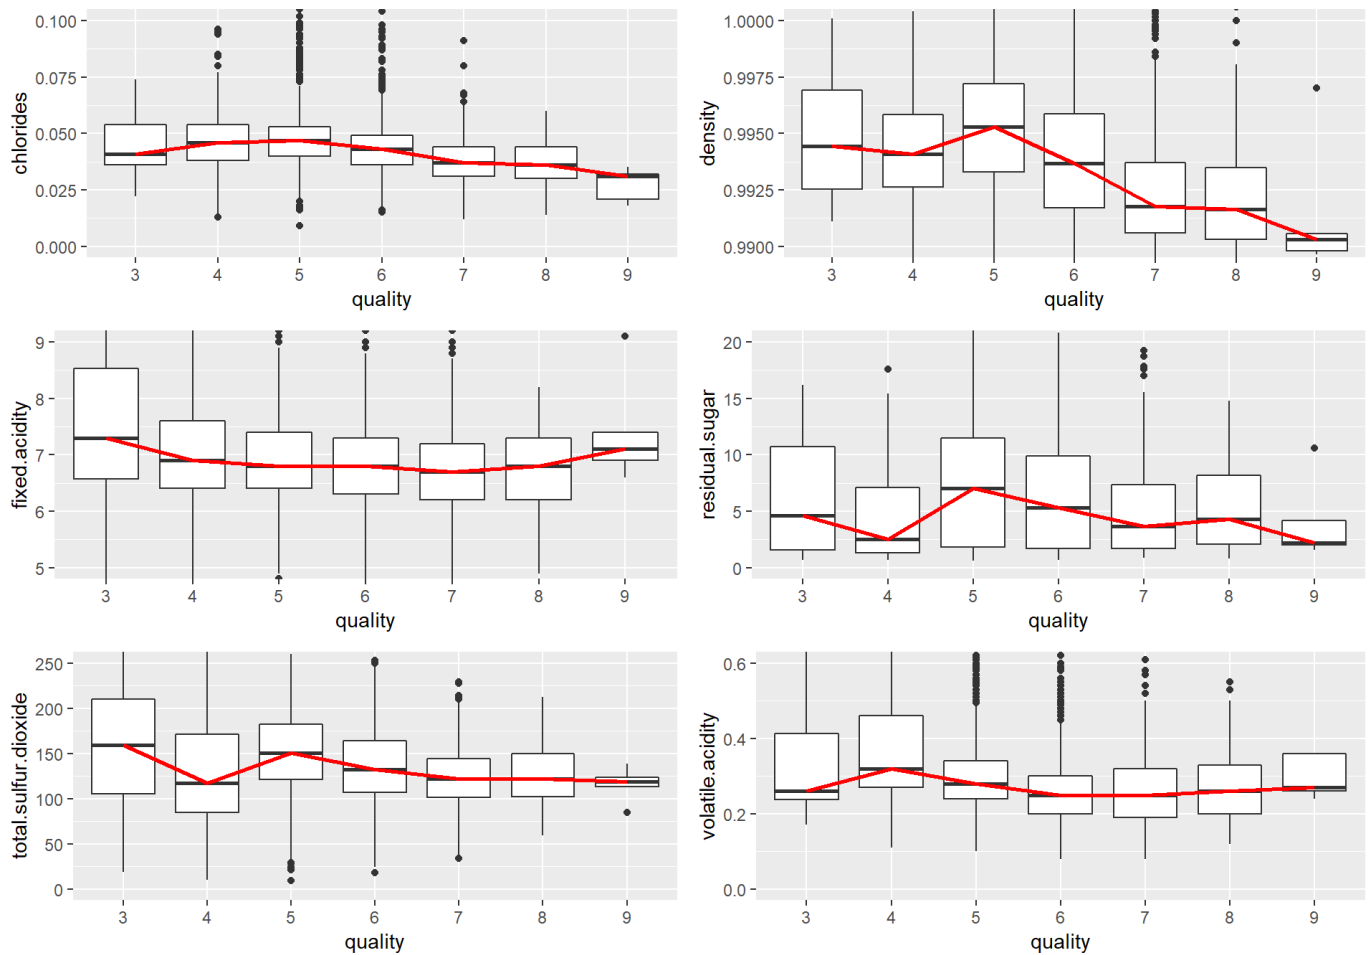 0.100
0.075
0.050
0.025
0.000
chlorides
3 4 5 6 7 8 9
quality
1.0000
0.9975
0.9950
0.9925
0.9900
density
3 4 5 6 7 8 9
quality
9
8
7
6
5
fixed.acidity
3 4 5 6 7 8 9
quality
20
15
10
5
0
residual.sugar
3 4 5 6 7 8 9
quality
250
200
150
100
50
0
total.sulfur.dioxide
3 4 5 6 7 8 9
quality
0.6
0.4
0.2
0.0
volatile.acidity
3 4 5 6 7 8 9
quality